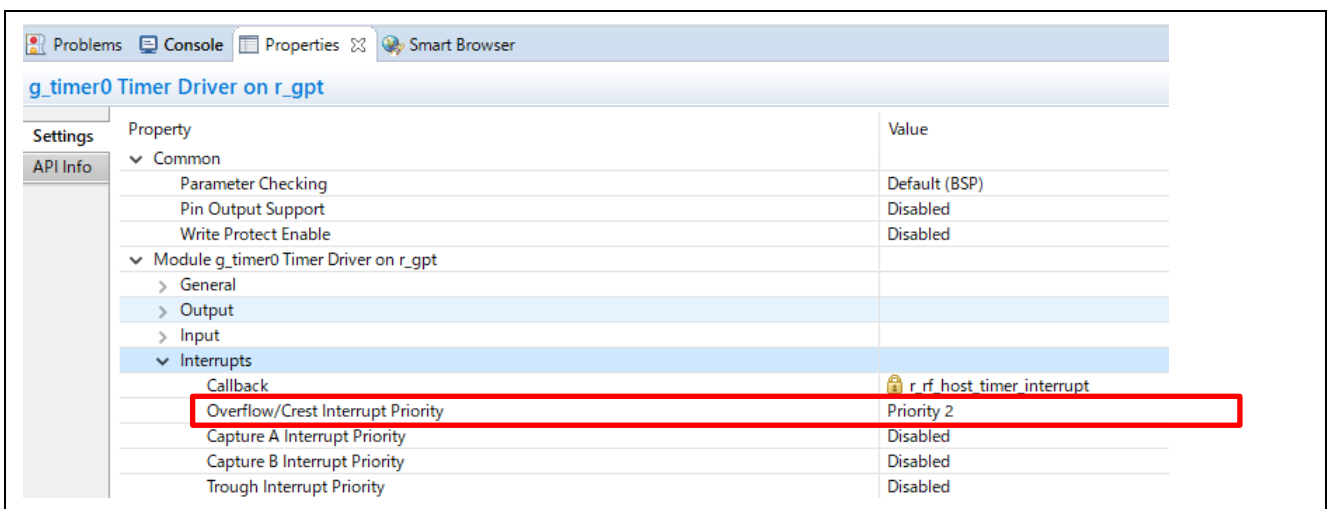 Problems Console Properties Smart Browser
g_timer0 Timer Driver on r_gpt
Settings
API Info
Property Value
Common
Parameter Checking Default (BSP)
Pin Output Support Disabled
Write Protect Enable Disabled
Module g_timer0 Timer Driver on r_gpt
General
Output
Input
Interrupts
Callback r_rf_host_timer_interrupt
Overflow/Crest Interrupt Priority Priority 2
Capture A Interrupt Priority Disabled
Capture B Interrupt Priority Disabled
Trough Interrupt Priority Disabled